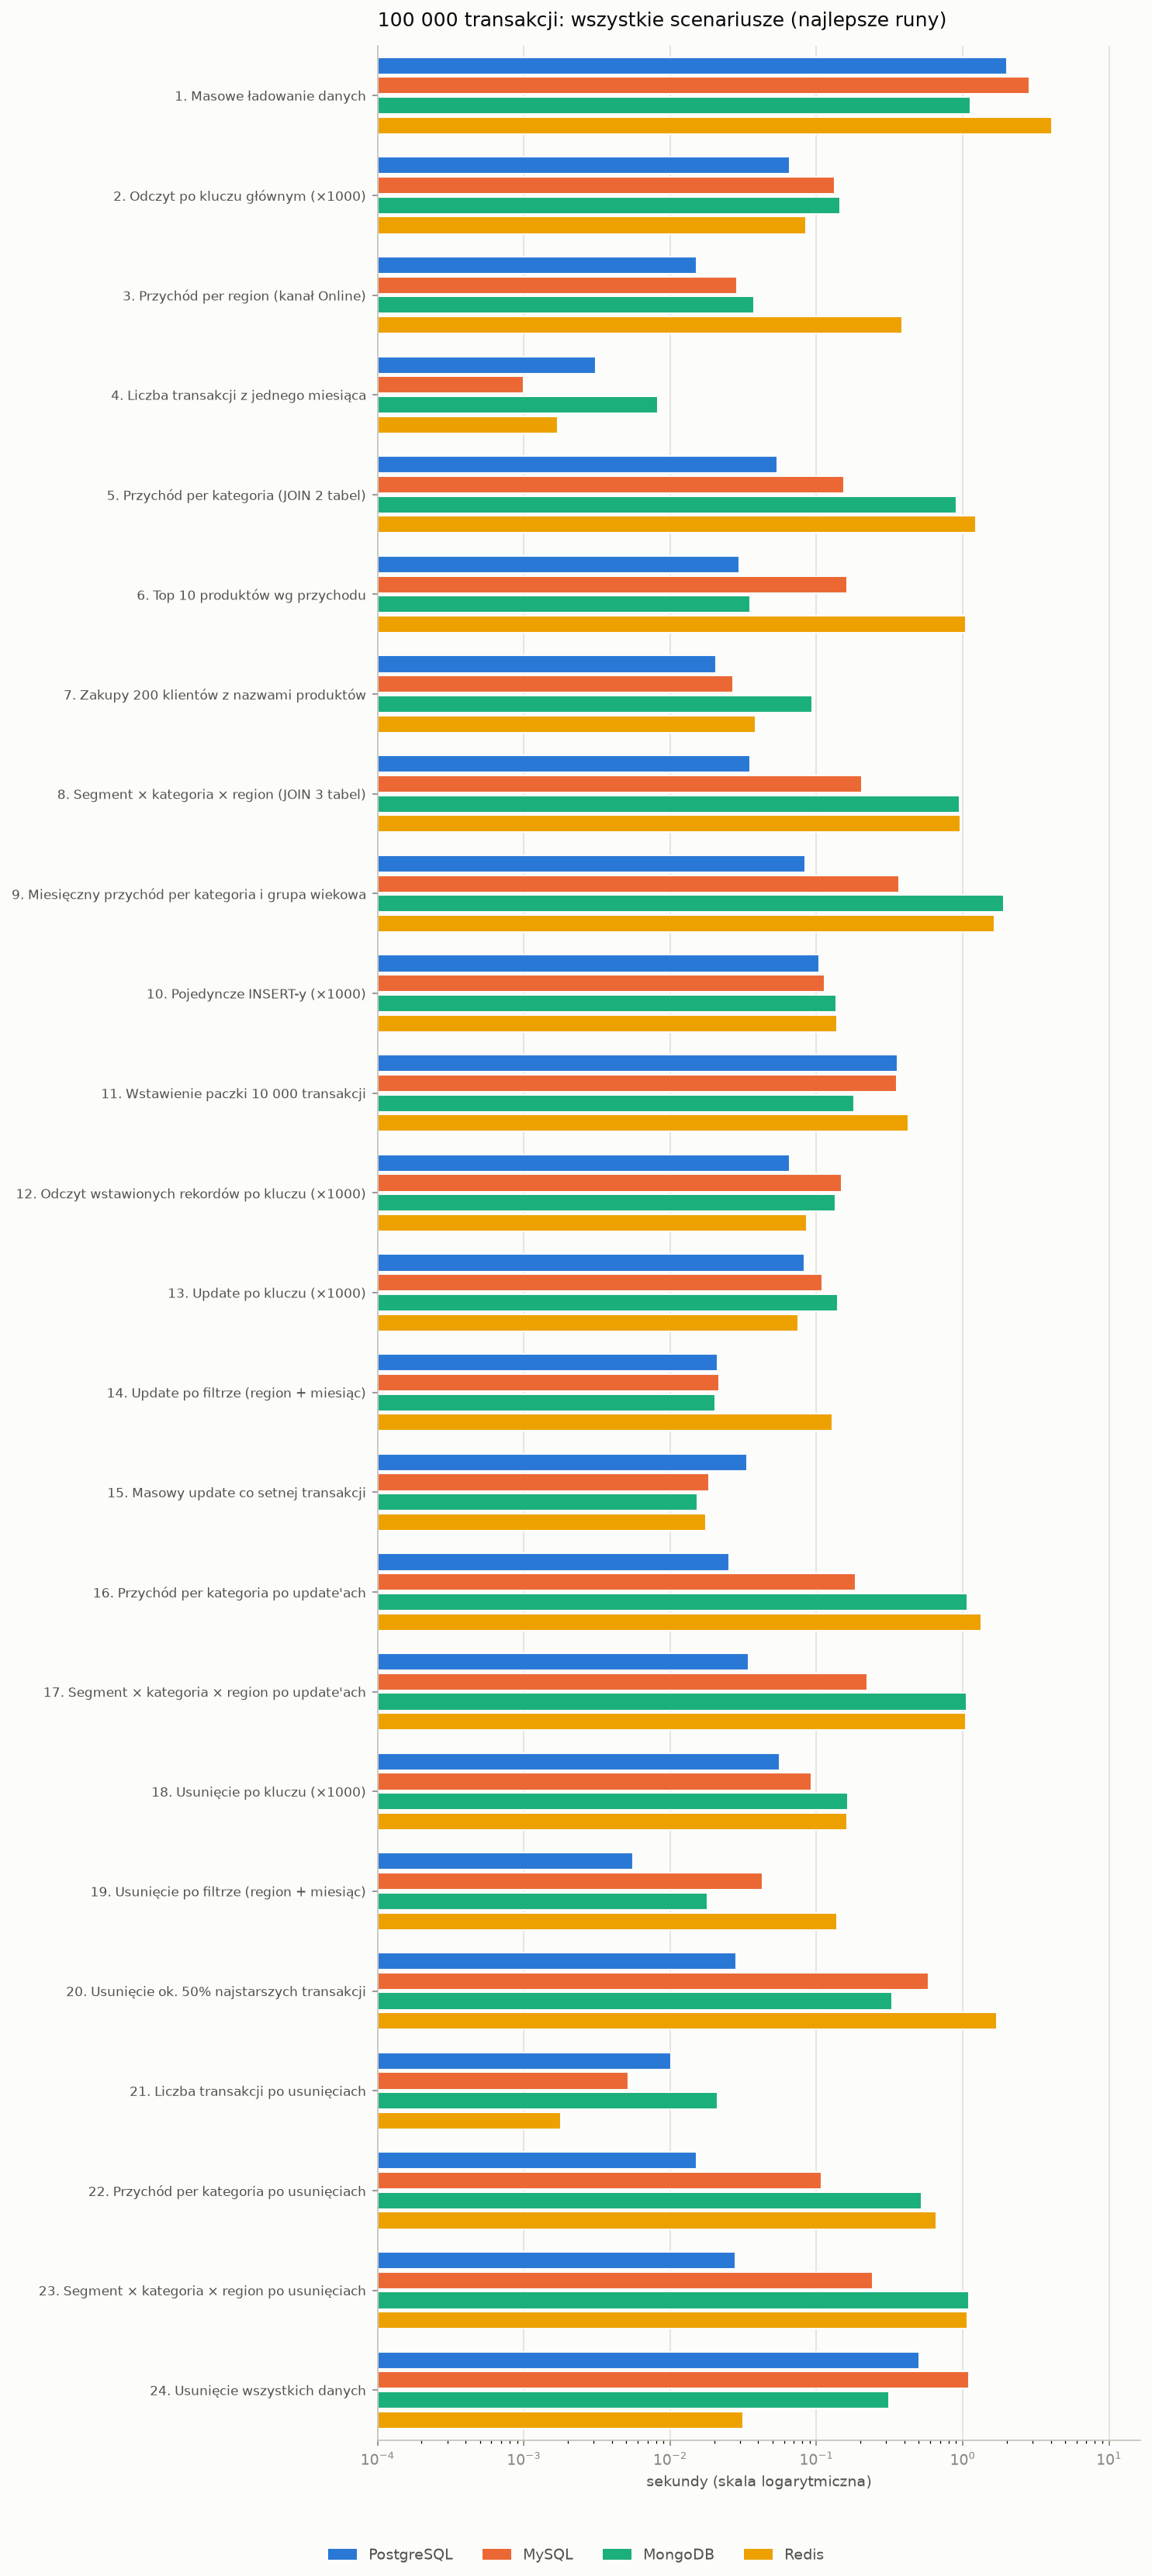 100 000 transakcji: wszystkie scenariusze (najlepsze runy)
1. Masowe ładowanie danych
2. Odczyt po kluczu głównym (×1000)
3. Przychód per region (kanał Online)
4. Liczba transakcji z jednego miesiąca
5. Przychód per kategoria (JOIN 2 tabel)
6. Top 10 produktów wg przychodu
7. Zakupy 200 klientów z nazwami produktów
8. Segment × kategoria × region (JOIN 3 tabel)
9. Miesięczny przychód per kategoria i grupa wiekowa
10. Pojedyncze INSERT-y (×1000)
11. Wstawienie paczki 10 000 transakcji
12. Odczyt wstawionych rekordów po kluczu (×1000)
13. Update po kluczu (×1000)
14. Update po filtrze (region + miesiąc)
15. Masowy update co setnej transakcji
16. Przychód per kategoria po update'ach
17. Segment × kategoria × region po update'ach
18. Usunięcie po kluczu (×1000)
19. Usunięcie po filtrze (region + miesiąc)
20. Usunięcie ok. 50% najstarszych transakcji
21. Liczba transakcji po usunięciach
22. Przychód per kategoria po usunięciach
23. Segment × kategoria × region po usunięciach
24. Usunięcie wszystkich danych
10⁻⁴ 10⁻³ 10⁻² 10⁻¹ 10⁰ 10¹
sekundy (skala logarytmiczna)
PostgreSQL MySQL MongoDB Redis